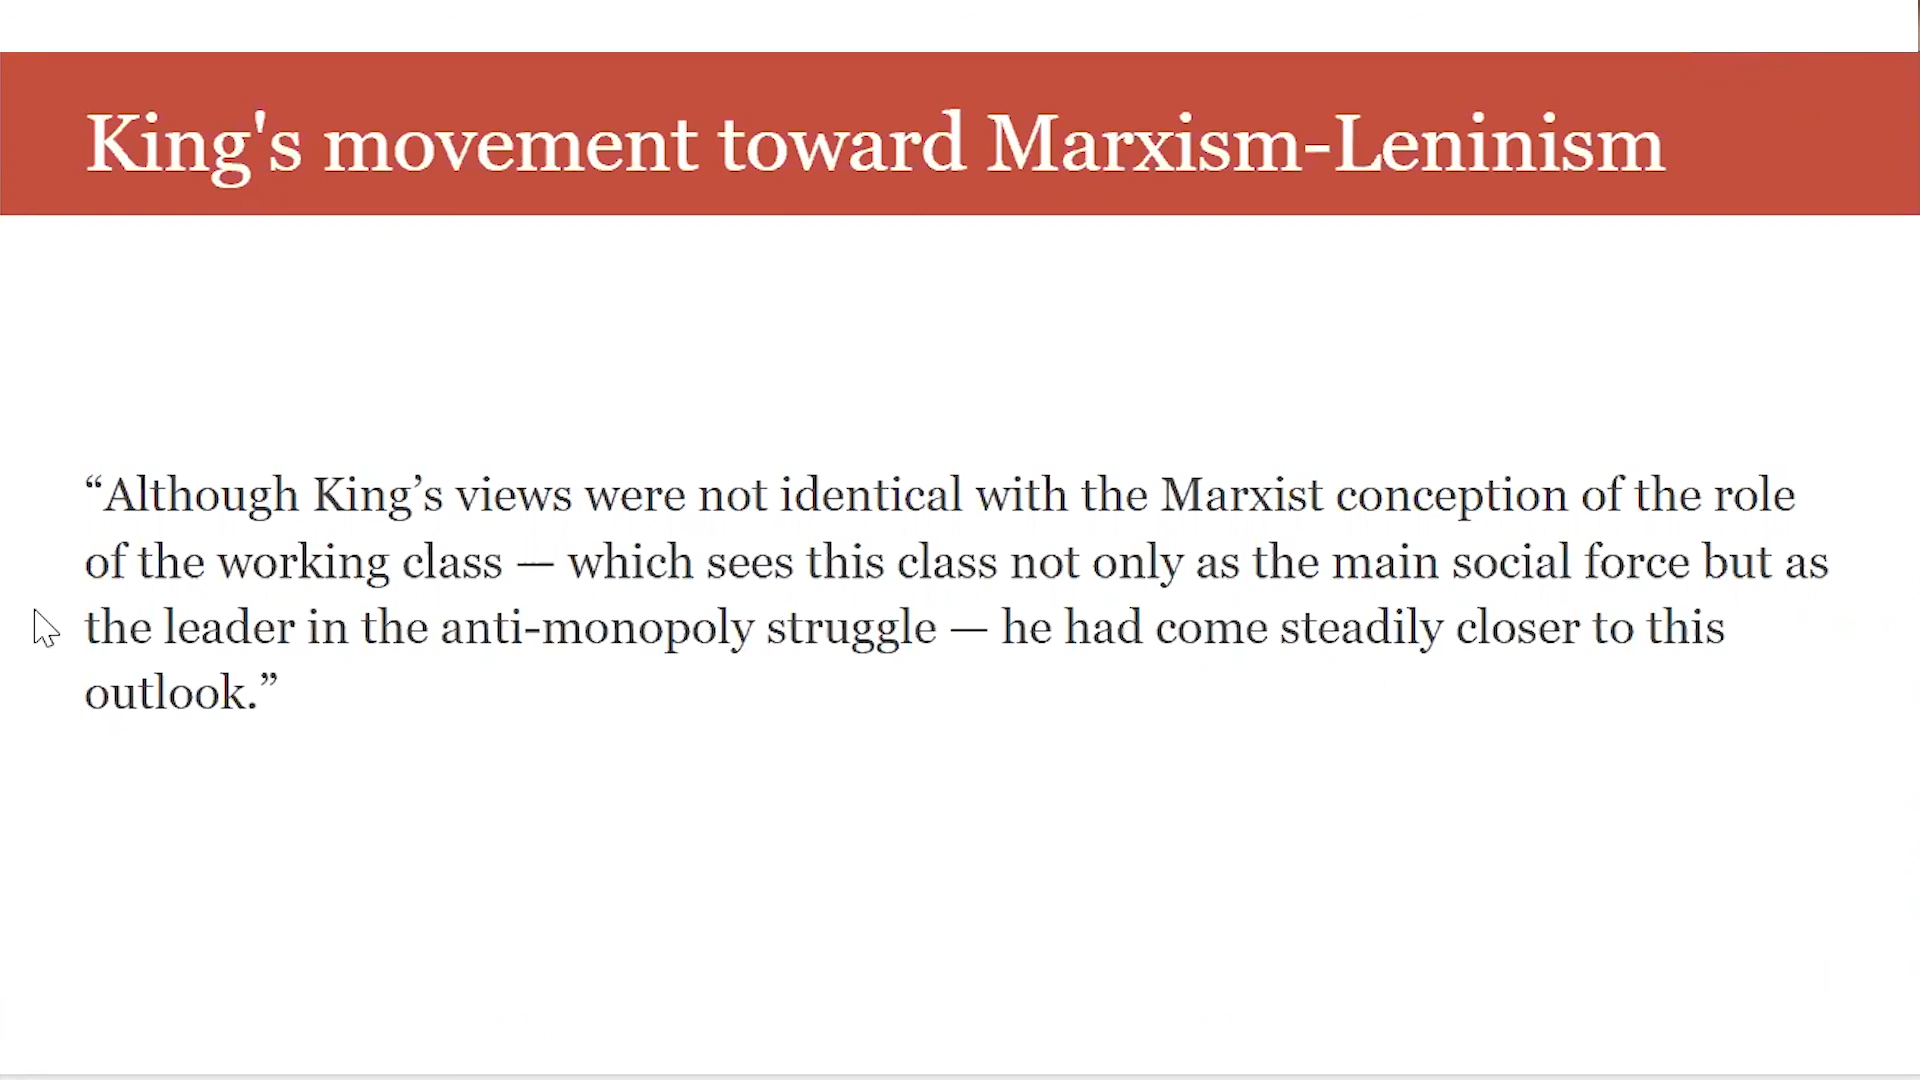 King's movement toward Marxism-Leninism
“Although King’s views were not identical with the Marxist conception of the role
of the working class — which sees this class not only as the main social force but as
the leader in the anti-monopoly struggle — he had come steadily closer to this
outlook.”